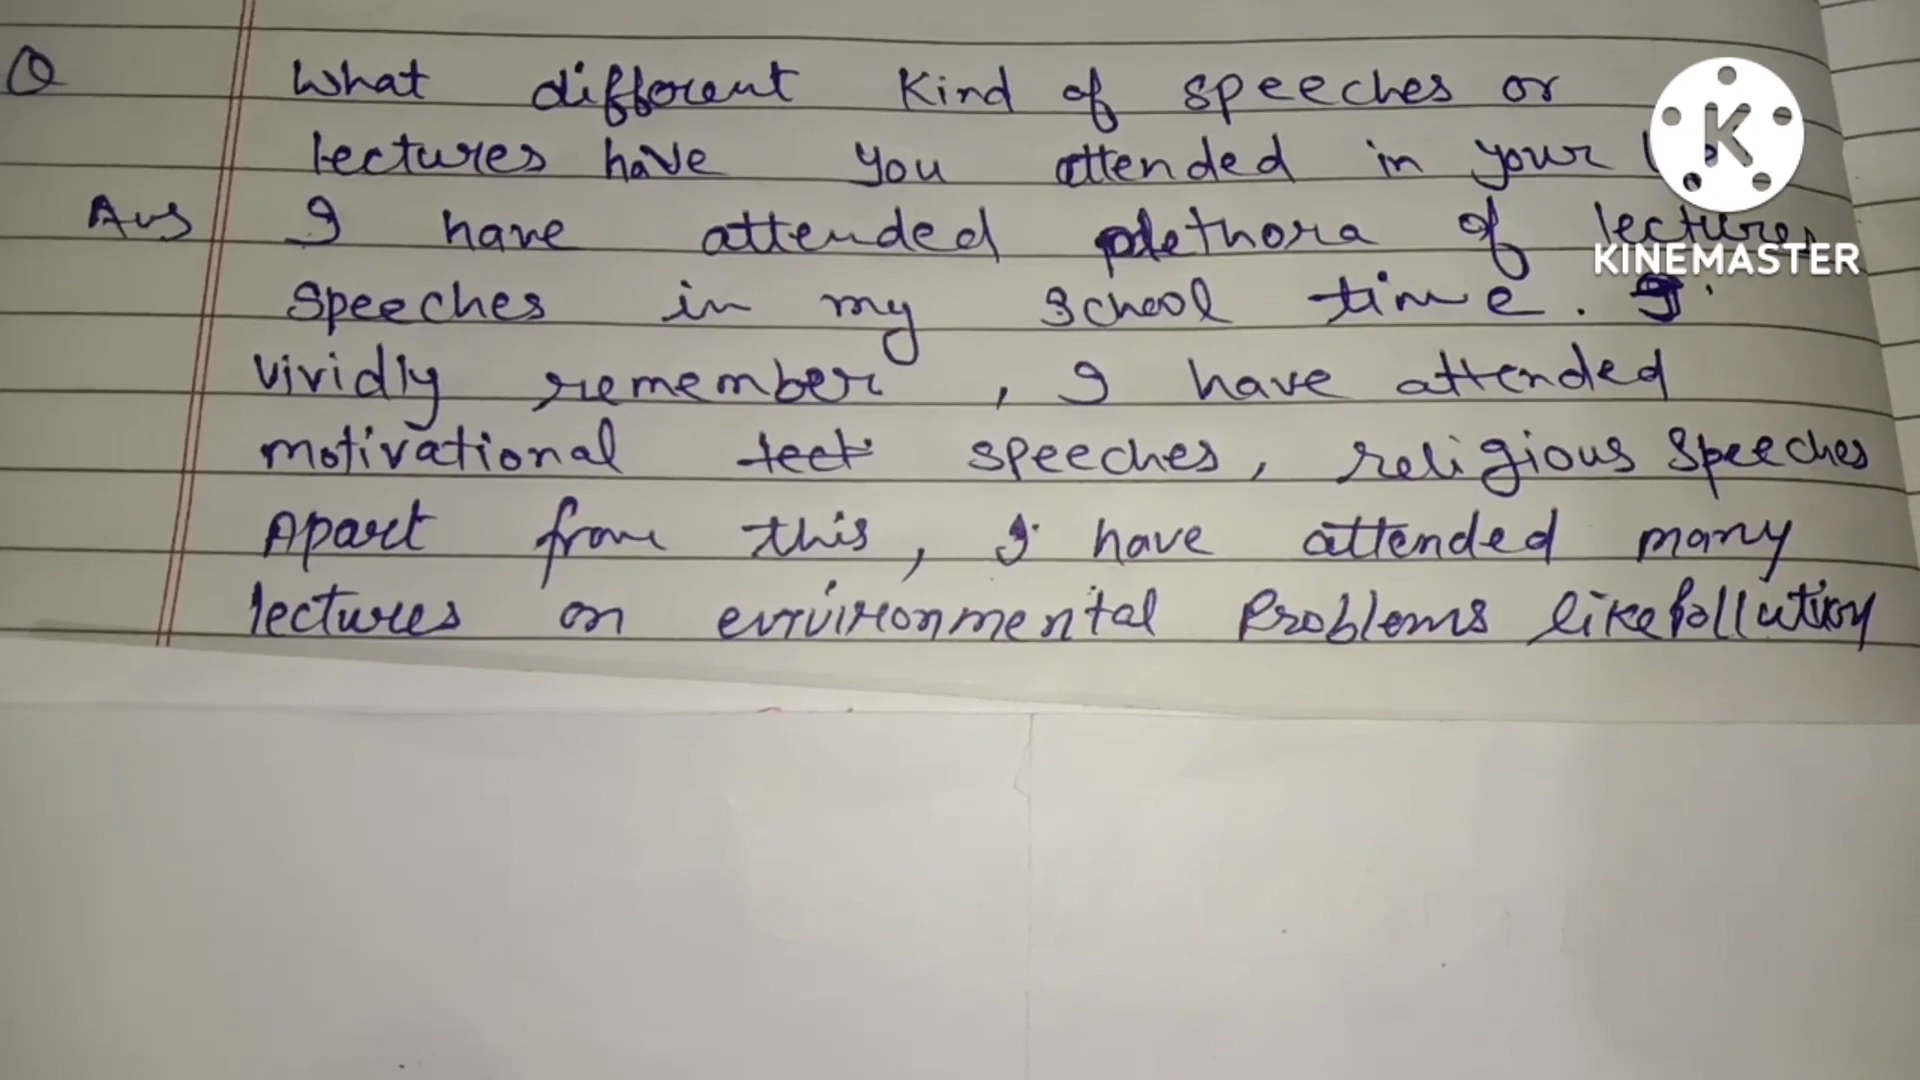 Q What different kind of speeches or
lectures have you attended in your
Ans I have attended plethora of lectures
speeches in my school time. I
vividly remember, I have attended
motivational speeches, religious speeches
Apart from this, I have attended many
lectures on environmental problems like pollution
K
KINEMASTER